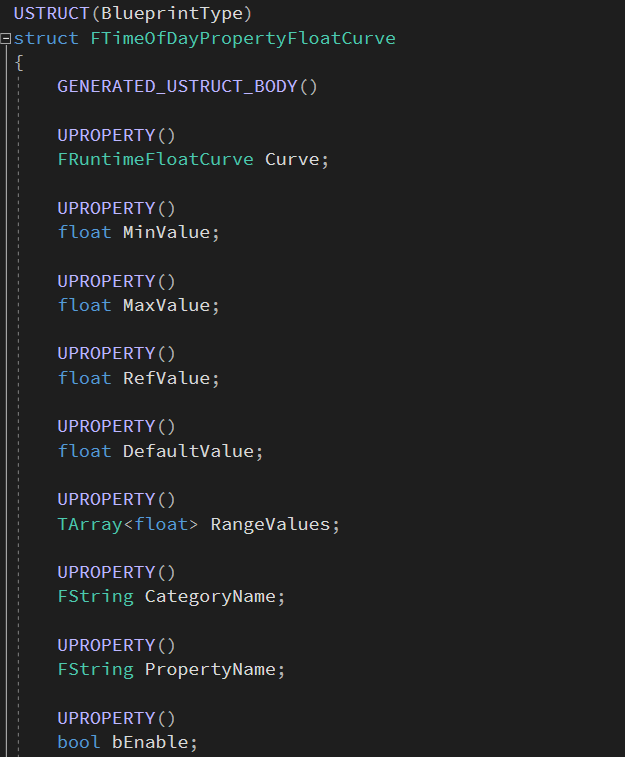 USTRUCT(BlueprintType)
struct FTimeOfDayPropertyFloatCurve
{
GENERATED_USTRUCT_BODY()
UPROPERTY()
FRuntimeFloatCurve Curve;
UPROPERTY()
float MinValue;
UPROPERTY()
float MaxValue;
UPROPERTY()
float RefValue;
UPROPERTY()
float DefaultValue;
UPROPERTY()
TArray<float> RangeValues;
UPROPERTY()
FString CategoryName;
UPROPERTY()
FString PropertyName;
UPROPERTY()
bool bEnable;